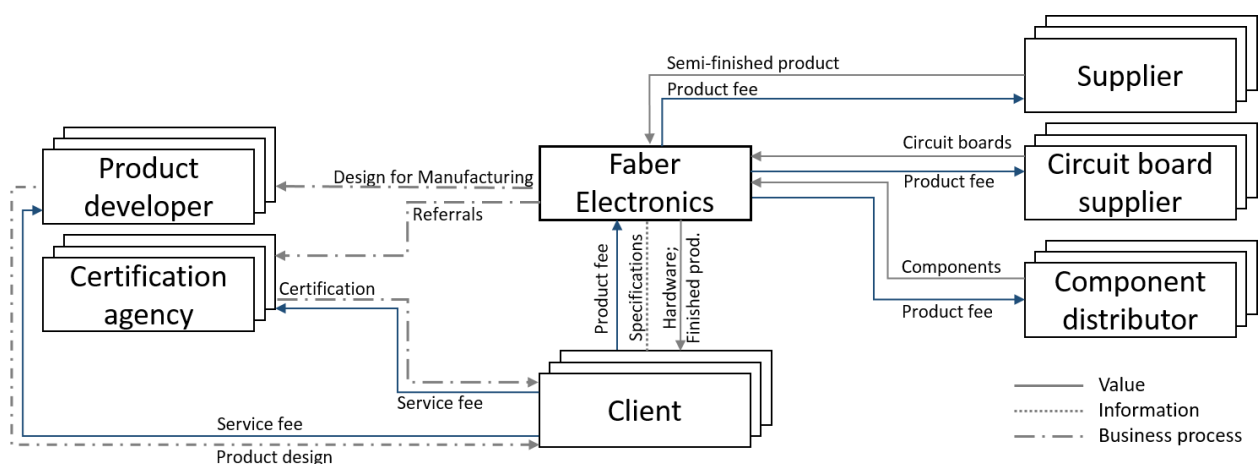 Semi-finished product
Supplier
Product fee
Product
developer
Design for Manufacturing
Referrals
Faber
Electronics
Circuit boards
Product fee
Circuit board
supplier
Certification
agency
Certification
Product fee
Specifications
Hardware;
Finished prod.
Components
Product fee
Component
distributor
Service fee
Client
Service fee
Product design
Value
Information
Business process